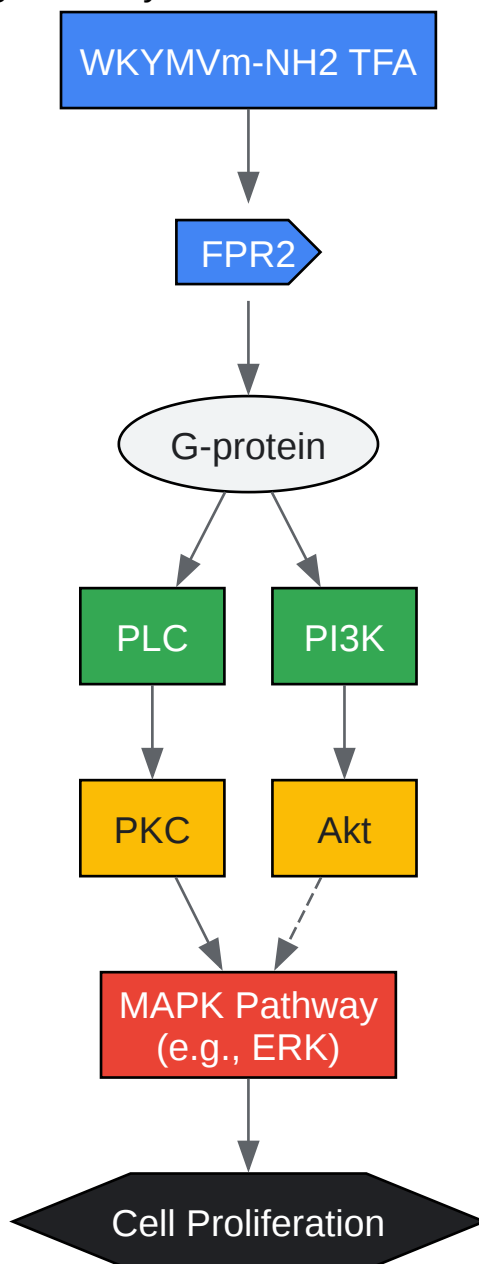 WKYMVm-NH2 TFA
FPR2
G-protein
PLC
PI3K
PKC
Akt
MAPK Pathway
(e.g., ERK)
Cell Proliferation